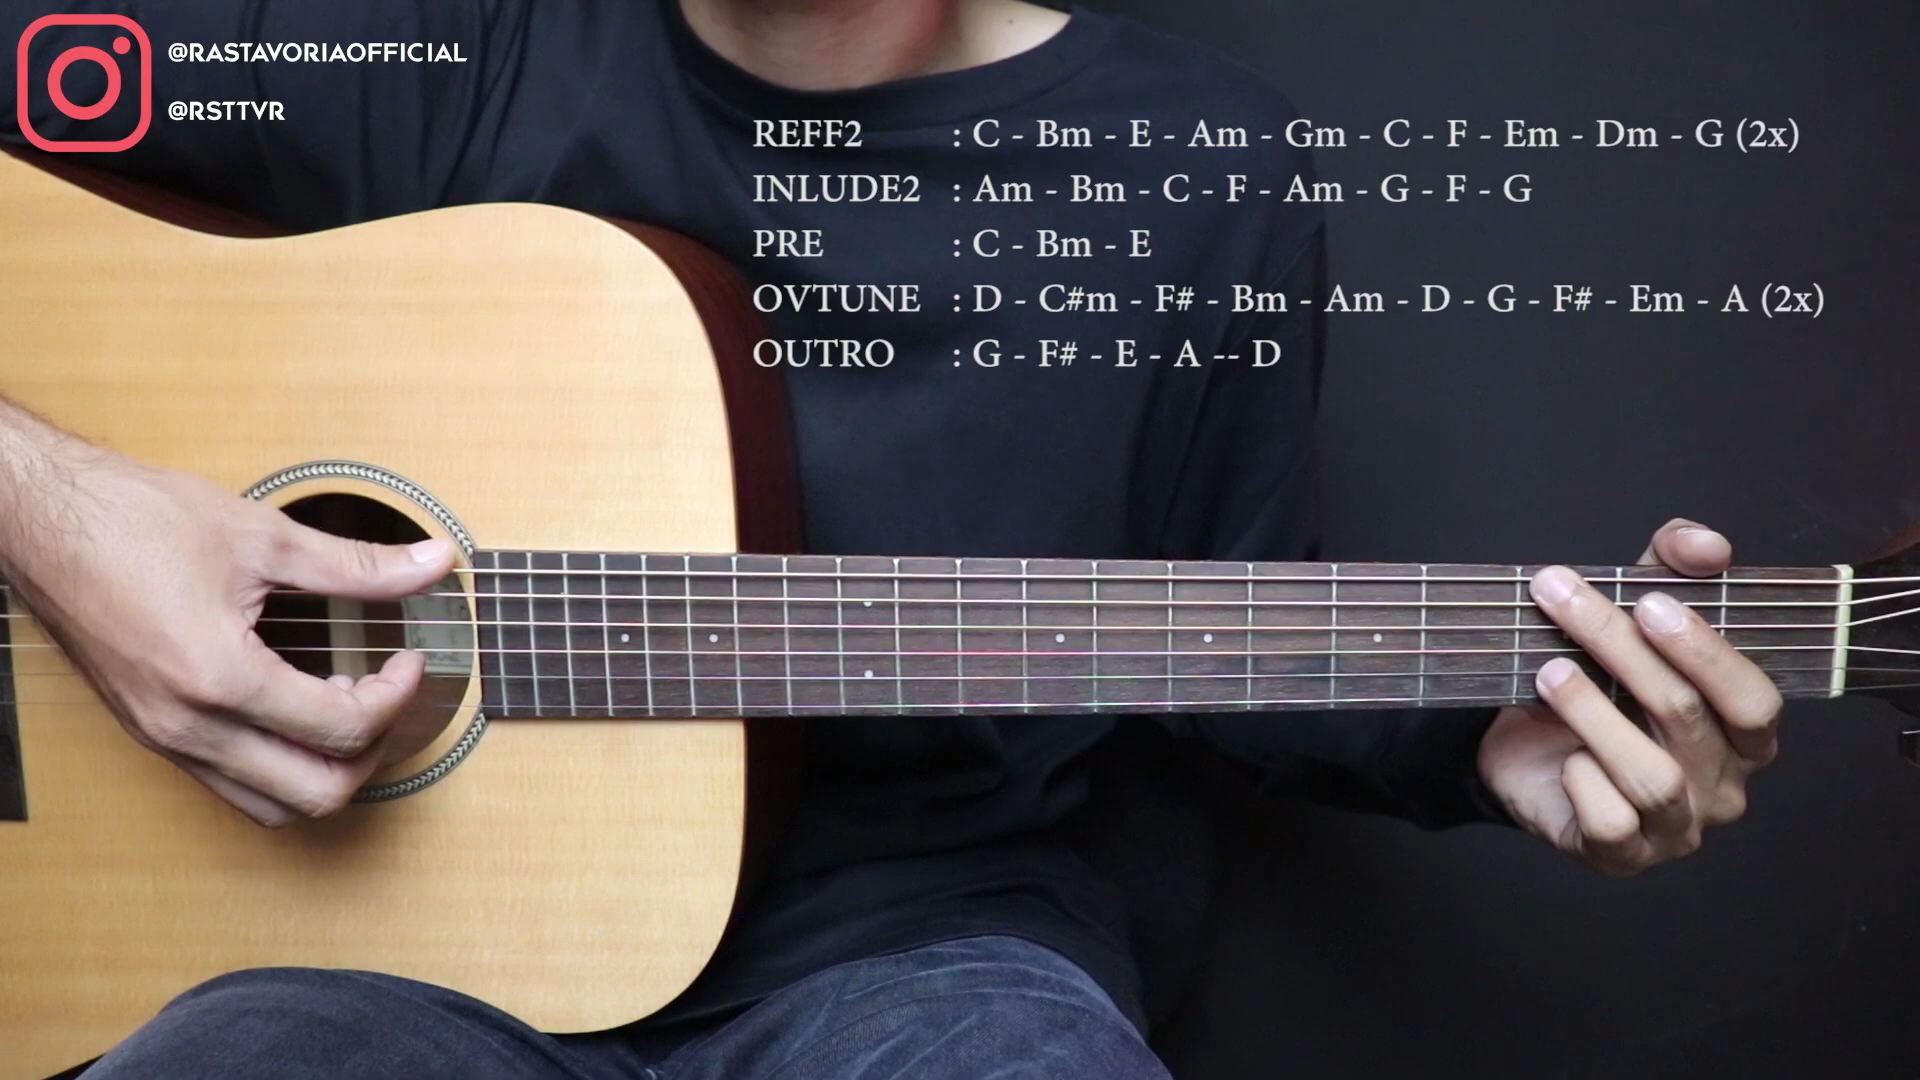 @RASTAVORIAOFFICIAL
@RSTTVR
REFF2 : C - Bm - E - Am - Gm - C - F - Em - Dm - G (2x)
INLUDE2 : Am - Bm - C - F - Am - G - F - G
PRE : C - Bm - E
OVTUNE : D - C#m - F# - Bm - Am - D - G - F# - Em - A (2x)
OUTRO : G - F# - E - A -- D